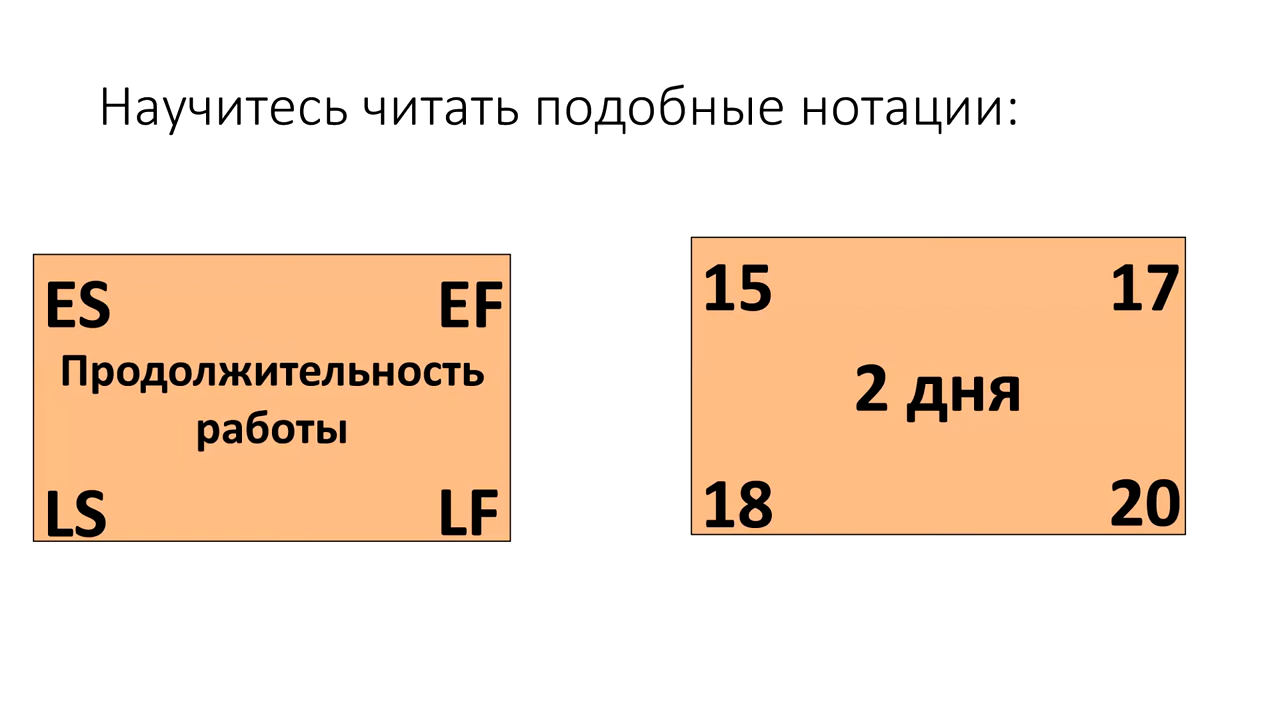 Научитесь читать подобные нотации:
ES EF
Продолжительность
работы
LS LF
15 17
2 дня
18 20